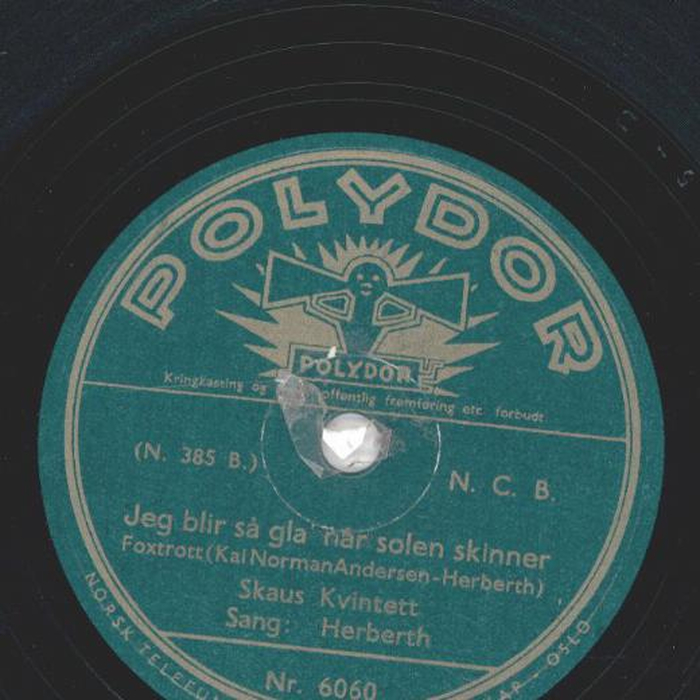 POLYDOR
POLYDOR
Kringkasting og offentlig fremføring etc forbudt
(N. 385 B.) N. C. B.
Jeg blir så gla' når solen skinner
Foxtrott (Kal Norman Andersen-Herberth)
Skaus Kvintett
Sang: Herberth
Nr. 6060
NORSK OSLO